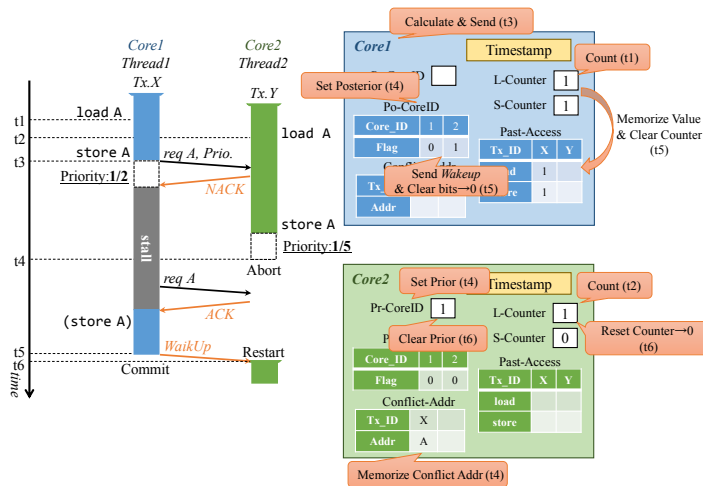 Core1
Thread1
Tx.X
Core2
Thread2
Tx.Y
t1
load A
t2
load A
store A
t3
req A, Prio.
Priority:1/2
NACK
store A
Priority:1/5
stall
t4
Abort
req A
ACK
(store A)
t5
WaikUp
Restart
t6
Commit
time
Calculate & Send (t3)
Core1
Timestamp
Count (t1)
L-Counter
1
Set Posterior (t4)
S-Counter
1
Memorize Value
& Clear Counter
(t5)
Po-CoreID
Core_ID 1 2
Flag 0 1
Past-Access
Tx_ID X Y
1
1
Send Wakeup
& Clear bits→0 (t5)
Addr
Core2
Set Prior (t4)
Timestamp
Count (t2)
Pr-CoreID
1
L-Counter
1
S-Counter
0
Reset Counter→0
(t6)
Clear Prior
(t6)
Core_ID 1 2
Flag 0 0
Past-Access
Tx_ID X Y
load
store
Conflict-Addr
Tx_ID X
Addr A
Memorize Conflict Addr (t4)